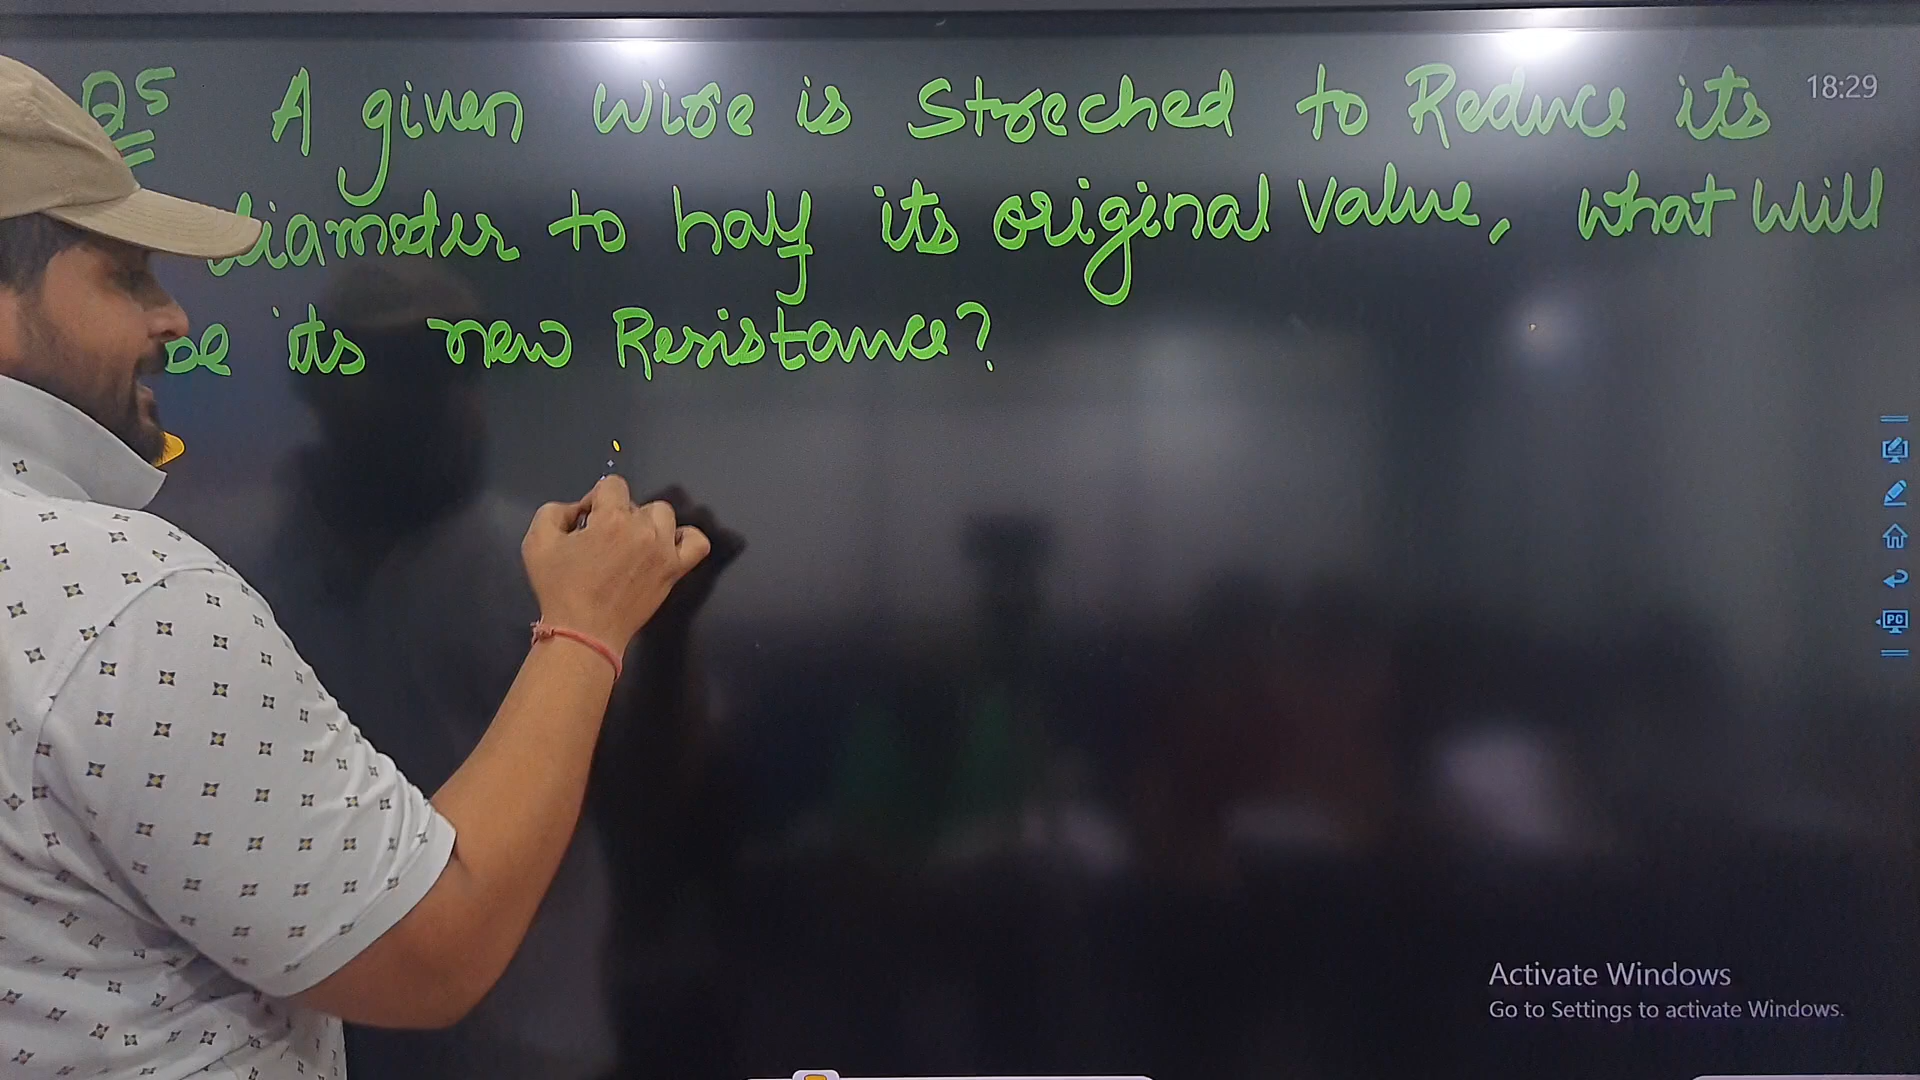 Q5 A given wire is streched to Reduce its
diameter to half its original value, what will
be its new Resistance?
18:29
PC
Activate Windows
Go to Settings to activate Windows.